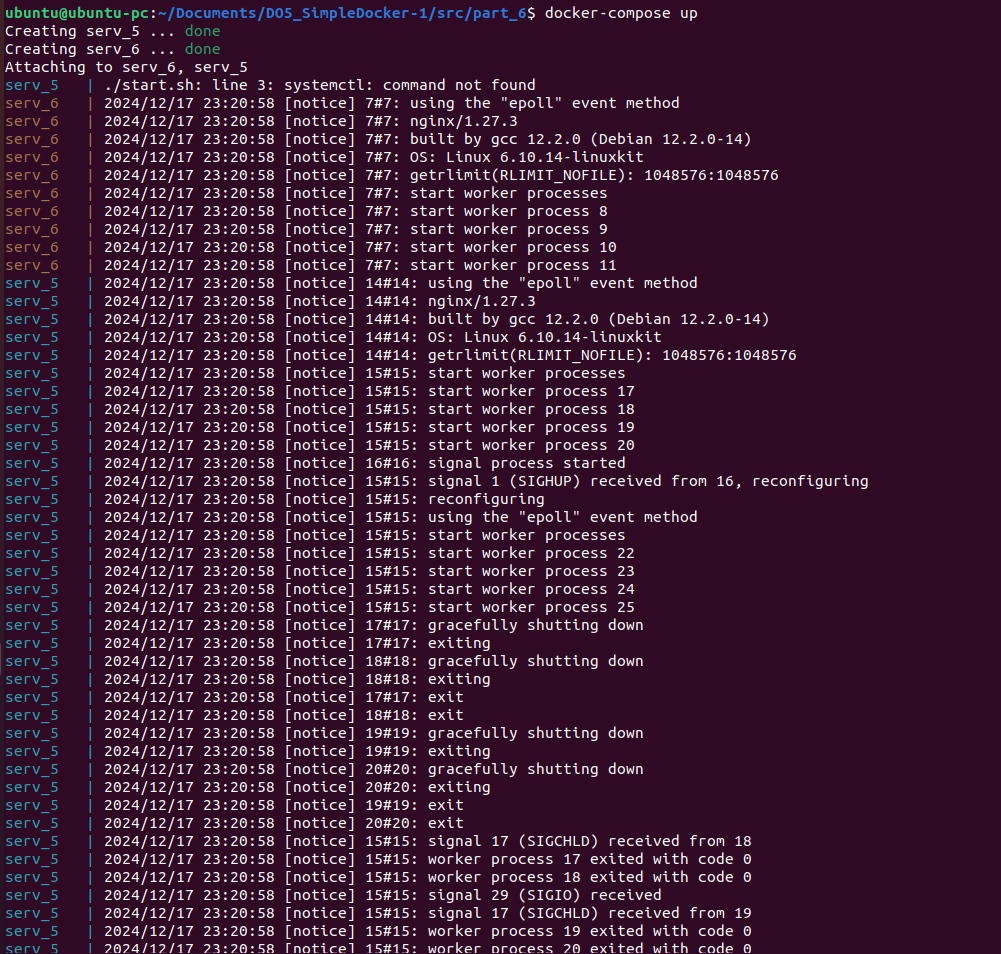 ubuntu@ubuntu-pc:~/Documents/DO5_SimpleDocker-1/src/part_6$ docker-compose up
Creating serv_5 ... done
Creating serv_6 ... done
Attaching to serv_6, serv_5
serv_5   | ./start.sh: line 3: systemctl: command not found
serv_6   | 2024/12/17 23:20:58 [notice] 7#7: using the "epoll" event method
serv_6   | 2024/12/17 23:20:58 [notice] 7#7: nginx/1.27.3
serv_6   | 2024/12/17 23:20:58 [notice] 7#7: built by gcc 12.2.0 (Debian 12.2.0-14)
serv_6   | 2024/12/17 23:20:58 [notice] 7#7: OS: Linux 6.10.14-linuxkit
serv_6   | 2024/12/17 23:20:58 [notice] 7#7: getrlimit(RLIMIT_NOFILE): 1048576:1048576
serv_6   | 2024/12/17 23:20:58 [notice] 7#7: start worker processes
serv_6   | 2024/12/17 23:20:58 [notice] 7#7: start worker process 8
serv_6   | 2024/12/17 23:20:58 [notice] 7#7: start worker process 9
serv_6   | 2024/12/17 23:20:58 [notice] 7#7: start worker process 10
serv_6   | 2024/12/17 23:20:58 [notice] 7#7: start worker process 11
serv_5   | 2024/12/17 23:20:58 [notice] 14#14: using the "epoll" event method
serv_5   | 2024/12/17 23:20:58 [notice] 14#14: nginx/1.27.3
serv_5   | 2024/12/17 23:20:58 [notice] 14#14: built by gcc 12.2.0 (Debian 12.2.0-14)
serv_5   | 2024/12/17 23:20:58 [notice] 14#14: OS: Linux 6.10.14-linuxkit
serv_5   | 2024/12/17 23:20:58 [notice] 14#14: getrlimit(RLIMIT_NOFILE): 1048576:1048576
serv_5   | 2024/12/17 23:20:58 [notice] 15#15: start worker processes
serv_5   | 2024/12/17 23:20:58 [notice] 15#15: start worker process 17
serv_5   | 2024/12/17 23:20:58 [notice] 15#15: start worker process 18
serv_5   | 2024/12/17 23:20:58 [notice] 15#15: start worker process 19
serv_5   | 2024/12/17 23:20:58 [notice] 15#15: start worker process 20
serv_5   | 2024/12/17 23:20:58 [notice] 16#16: signal process started
serv_5   | 2024/12/17 23:20:58 [notice] 15#15: signal 1 (SIGHUP) received from 16, reconfiguring
serv_5   | 2024/12/17 23:20:58 [notice] 15#15: reconfiguring
serv_5   | 2024/12/17 23:20:58 [notice] 15#15: using the "epoll" event method
serv_5   | 2024/12/17 23:20:58 [notice] 15#15: start worker processes
serv_5   | 2024/12/17 23:20:58 [notice] 15#15: start worker process 22
serv_5   | 2024/12/17 23:20:58 [notice] 15#15: start worker process 23
serv_5   | 2024/12/17 23:20:58 [notice] 15#15: start worker process 24
serv_5   | 2024/12/17 23:20:58 [notice] 15#15: start worker process 25
serv_5   | 2024/12/17 23:20:58 [notice] 17#17: gracefully shutting down
serv_5   | 2024/12/17 23:20:58 [notice] 17#17: exiting
serv_5   | 2024/12/17 23:20:58 [notice] 18#18: gracefully shutting down
serv_5   | 2024/12/17 23:20:58 [notice] 18#18: exiting
serv_5   | 2024/12/17 23:20:58 [notice] 17#17: exit
serv_5   | 2024/12/17 23:20:58 [notice] 18#18: exit
serv_5   | 2024/12/17 23:20:58 [notice] 19#19: gracefully shutting down
serv_5   | 2024/12/17 23:20:58 [notice] 19#19: exiting
serv_5   | 2024/12/17 23:20:58 [notice] 20#20: gracefully shutting down
serv_5   | 2024/12/17 23:20:58 [notice] 20#20: exiting
serv_5   | 2024/12/17 23:20:58 [notice] 19#19: exit
serv_5   | 2024/12/17 23:20:58 [notice] 20#20: exit
serv_5   | 2024/12/17 23:20:58 [notice] 15#15: signal 17 (SIGCHLD) received from 18
serv_5   | 2024/12/17 23:20:58 [notice] 15#15: worker process 17 exited with code 0
serv_5   | 2024/12/17 23:20:58 [notice] 15#15: worker process 18 exited with code 0
serv_5   | 2024/12/17 23:20:58 [notice] 15#15: signal 29 (SIGIO) received
serv_5   | 2024/12/17 23:20:58 [notice] 15#15: signal 17 (SIGCHLD) received from 19
serv_5   | 2024/12/17 23:20:58 [notice] 15#15: worker process 19 exited with code 0
serv_5   | 2024/12/17 23:20:58 [notice] 15#15: worker process 20 exited with code 0